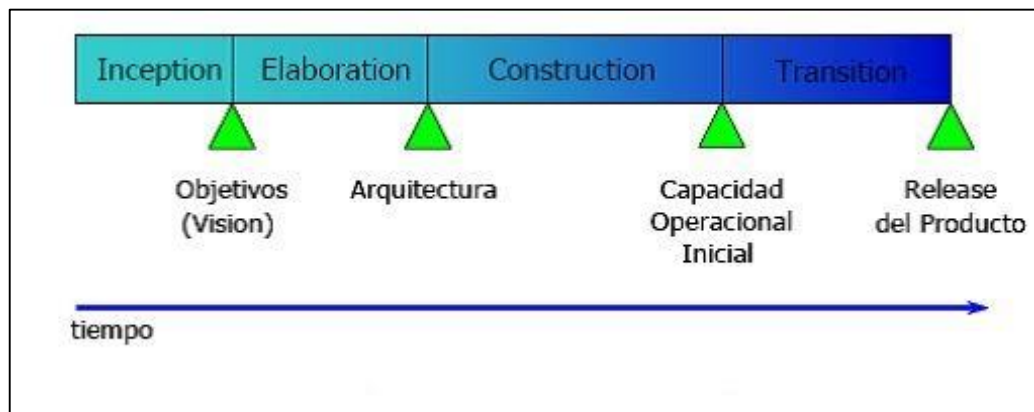 Inception Elaboration Construction Transition
Objetivos
(Vision)
Arquitectura
Capacidad
Operacional
Inicial
Release
del Producto
tiempo